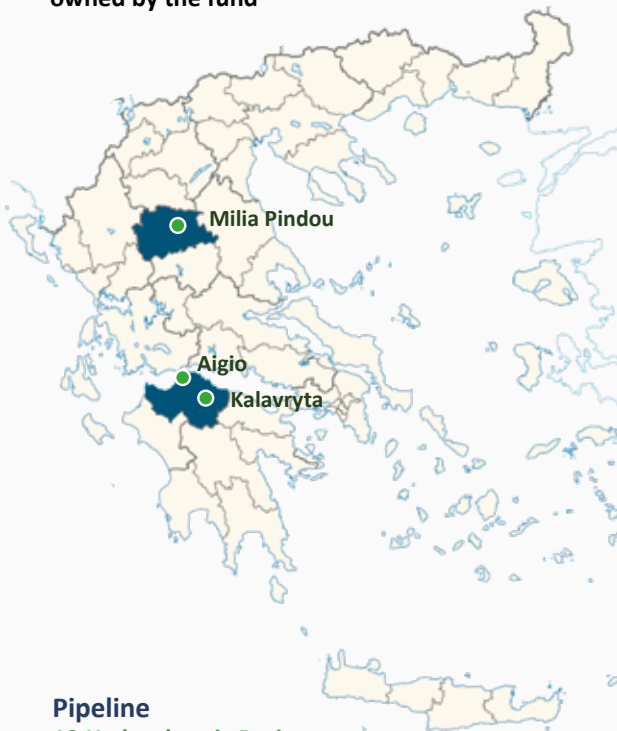 owned by the fund
Milia Pindou
Aigio
Kalavryta
Pipeline